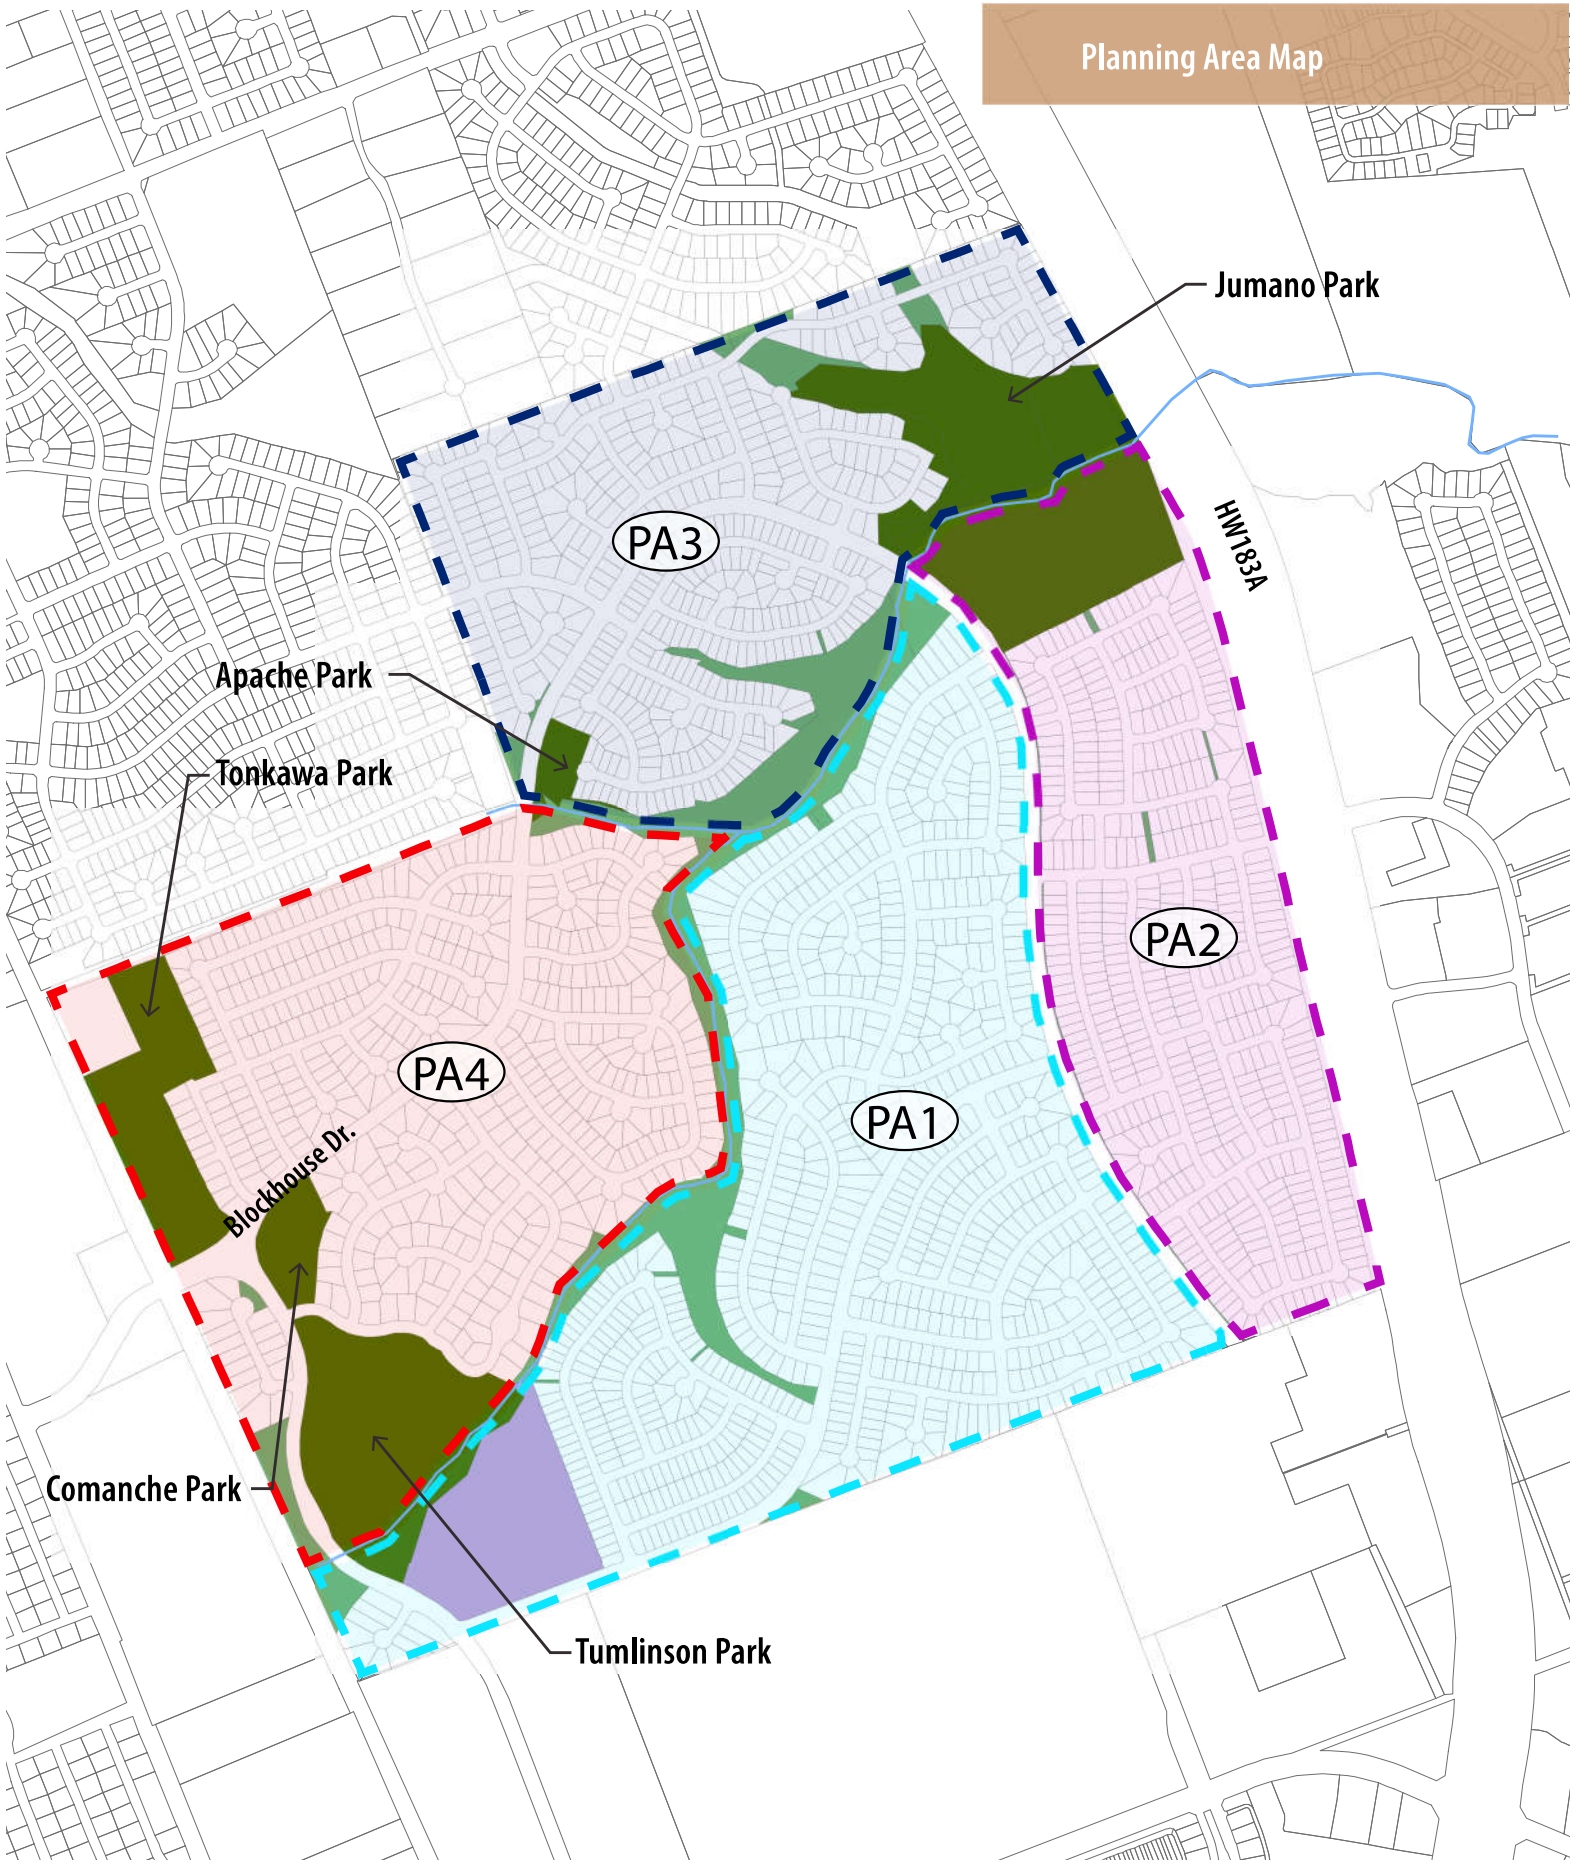 Planning Area Map
Jumano Park
HW183A
PA3
Apache Park
Tonkawa Park
PA2
PA4
PA1
Blockhouse Dr.
Comanche Park
Tumlinson Park